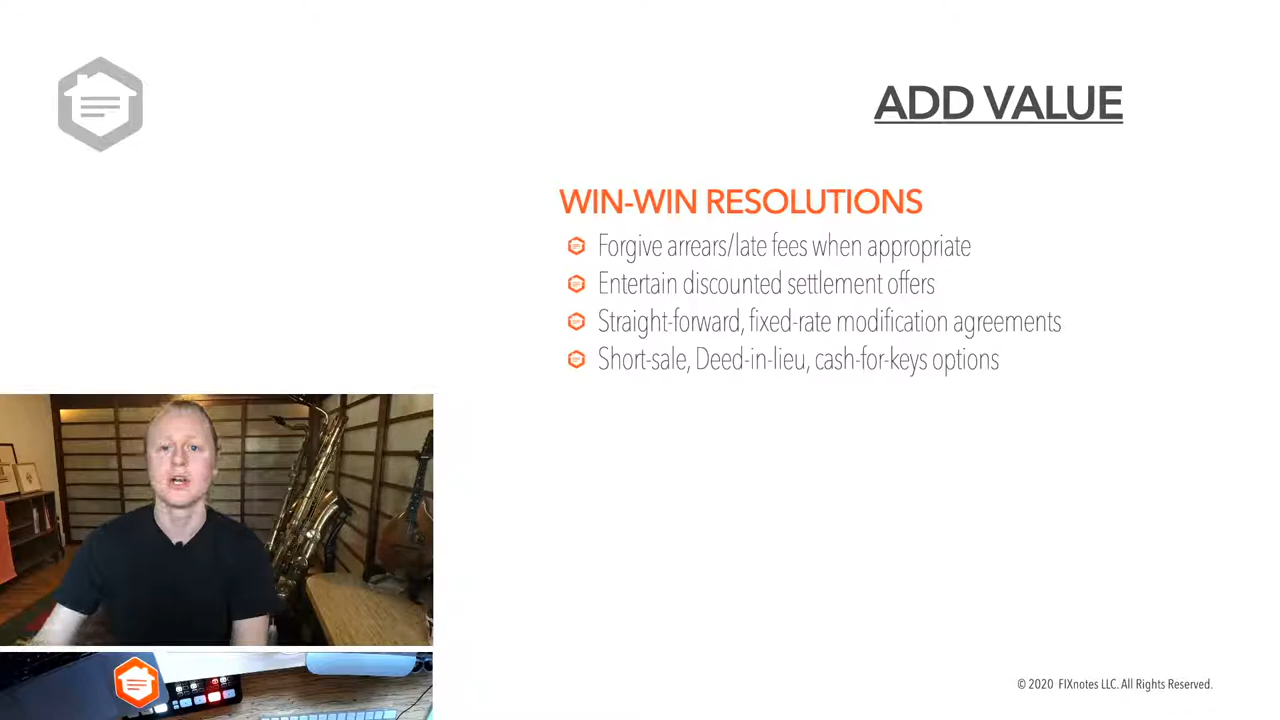 ADD VALUE
WIN-WIN RESOLUTIONS
Forgive arrears/late fees when appropriate
Entertain discounted settlement offers
Straight-forward, fixed-rate modification agreements
Short-sale, Deed-in-lieu, cash-for-keys options
© 2020 FIXnotes LLC. All Rights Reserved.